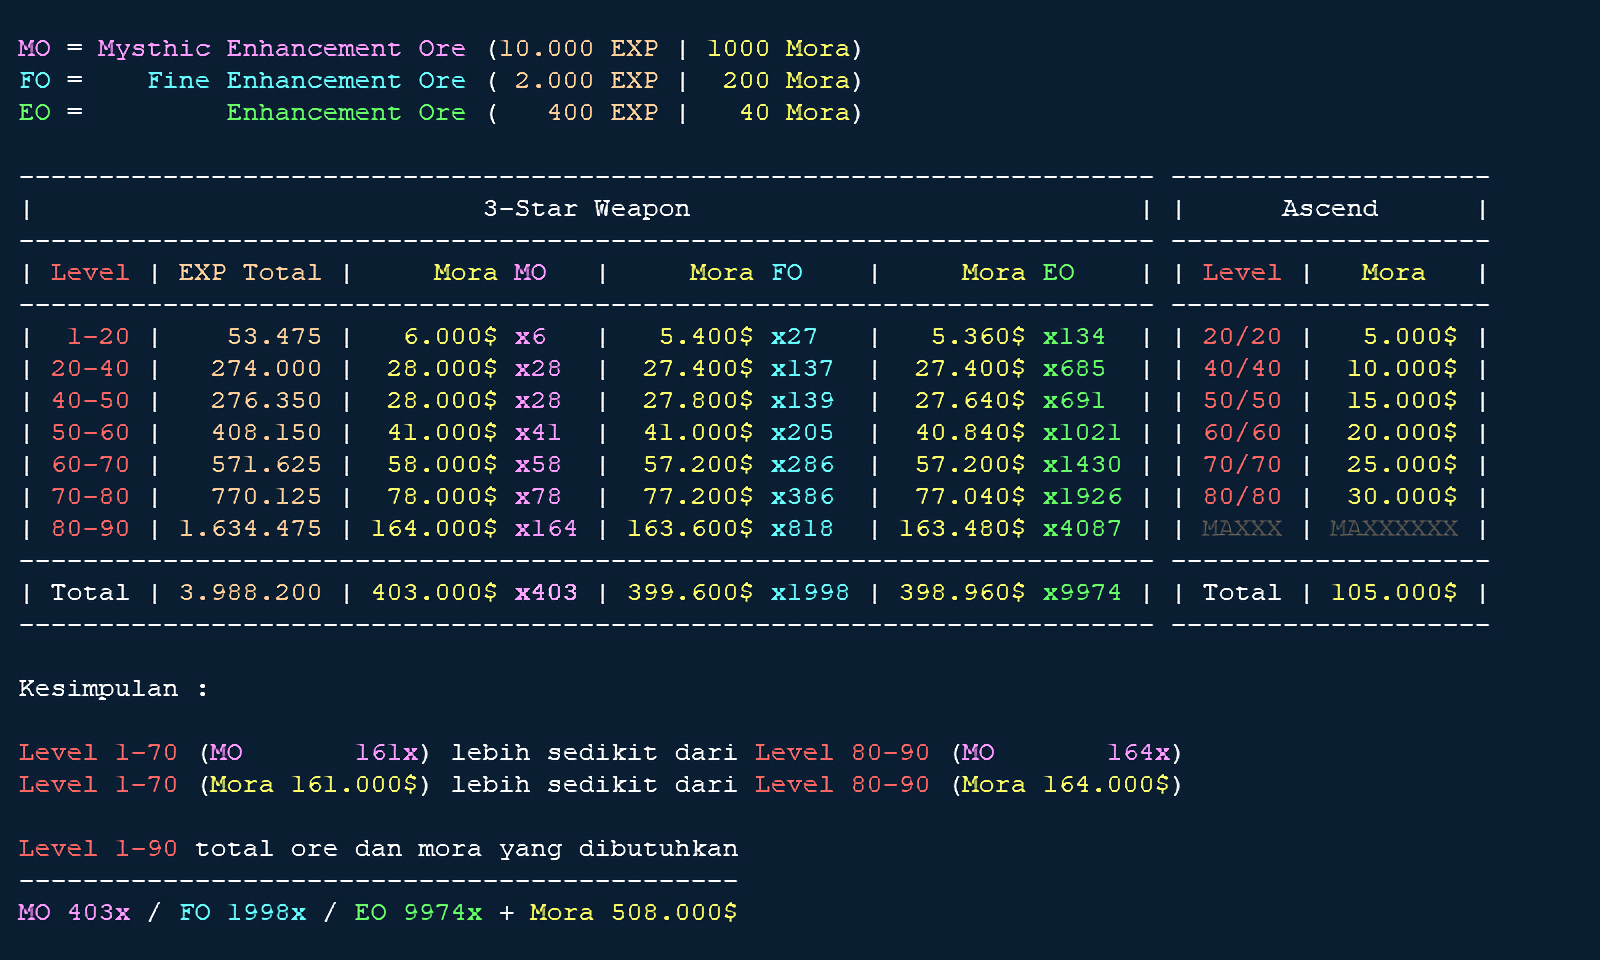 MO = Mysthic Enhancement Ore (10.000 EXP | 1000 Mora)
FO =    Fine Enhancement Ore ( 2.000 EXP |  200 Mora)
EO =         Enhancement Ore (   400 EXP |   40 Mora)
----------------------------------------------------------------------- --------------------
|                            3-Star Weapon                            | |      Ascend      |
----------------------------------------------------------------------- --------------------
| Level | EXP Total |     Mora MO   |     Mora FO    |     Mora EO    | | Level |   Mora   |
----------------------------------------------------------------------- --------------------
|  1-20 |    53.475 |   6.000$ x6   |   5.400$ x27   |   5.360$ x134  | | 20/20 |   5.000$ |
| 20-40 |   274.000 |  28.000$ x28  |  27.400$ x137  |  27.400$ x685  | | 40/40 |  10.000$ |
| 40-50 |   276.350 |  28.000$ x28  |  27.800$ x139  |  27.640$ x691  | | 50/50 |  15.000$ |
| 50-60 |   408.150 |  41.000$ x41  |  41.000$ x205  |  40.840$ x1021 | | 60/60 |  20.000$ |
| 60-70 |   571.625 |  58.000$ x58  |  57.200$ x286  |  57.200$ x1430 | | 70/70 |  25.000$ |
| 70-80 |   770.125 |  78.000$ x78  |  77.200$ x386  |  77.040$ x1926 | | 80/80 |  30.000$ |
| 80-90 | 1.634.475 | 164.000$ x164 | 163.600$ x818  | 163.480$ x4087 | | MAXXX | MAXXXXXX |
----------------------------------------------------------------------- --------------------
| Total | 3.988.200 | 403.000$ x403 | 399.600$ x1998 | 398.960$ x9974 | | Total | 105.000$ |
----------------------------------------------------------------------- --------------------
Kesimpulan :
Level 1-70 (MO       161x) lebih sedikit dari Level 80-90 (MO       164x)
Level 1-70 (Mora 161.000$) lebih sedikit dari Level 80-90 (Mora 164.000$)
Level 1-90 total ore dan mora yang dibutuhkan
---------------------------------------------
MO 403x / FO 1998x / EO 9974x + Mora 508.000$